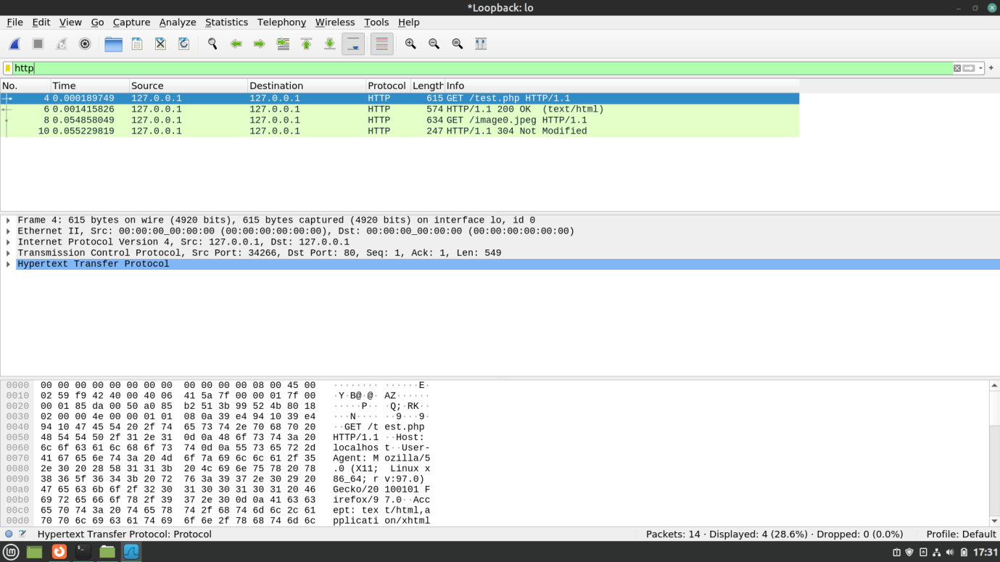 *Loopback: lo
File Edit View Go Capture Analyze Statistics Telephony Wireless Tools Help
http
No. Time Source Destination Protocol Length Info
4 0.000189749 127.0.0.1 127.0.0.1 HTTP 615 GET /test.php HTTP/1.1
6 0.001415826 127.0.0.1 127.0.0.1 HTTP 574 HTTP/1.1 200 OK (text/html)
8 0.054858049 127.0.0.1 127.0.0.1 HTTP 634 GET /image0.jpeg HTTP/1.1
10 0.055229819 127.0.0.1 127.0.0.1 HTTP 247 HTTP/1.1 304 Not Modified
Frame 4: 615 bytes on wire (4920 bits), 615 bytes captured (4920 bits) on interface lo, id 0
Ethernet II, Src: 00:00:00_00:00:00 (00:00:00:00:00:00), Dst: 00:00:00_00:00:00 (00:00:00:00:00:00)
Internet Protocol Version 4, Src: 127.0.0.1, Dst: 127.0.0.1
Transmission Control Protocol, Src Port: 34266, Dst Port: 80, Seq: 1, Ack: 1, Len: 549
Hypertext Transfer Protocol
0000 00 00 00 00 00 00 00 00 00 00 00 00 08 00 45 00 ········ ······E·
0010 02 59 f9 42 40 00 40 06 41 5a 7f 00 00 01 7f 00 ·Y·B@·@· AZ······
0020 00 01 85 da 00 50 a0 85 b2 51 3b 99 52 4b 80 18 ·····P·· ·Q;·RK··
0030 02 00 00 4e 00 00 01 01 08 0a 39 e4 94 10 39 e4 ···N···· ··9···9·
0040 94 10 47 45 54 20 2f 74 65 73 74 2e 70 68 70 20 ··GET /t est.php
0050 48 54 54 50 2f 31 2e 31 0d 0a 48 6f 73 74 3a 20 HTTP/1.1 ··Host:
0060 6c 6f 63 61 6c 68 6f 73 74 0d 0a 55 73 65 72 2d localhos t··User-
0070 41 67 65 6e 74 3a 20 4d 6f 7a 69 6c 6c 61 2f 35 Agent: M ozilla/5
0080 2e 30 20 28 58 31 31 3b 20 4c 69 6e 75 78 20 78 .0 (X11; Linux x
0090 38 36 5f 36 34 3b 20 72 76 3a 39 37 2e 30 29 20 86_64; r v:97.0)
00a0 47 65 63 6b 6f 2f 32 30 31 30 30 31 30 31 20 46 Gecko/20 100101 F
00b0 69 72 65 66 6f 78 2f 39 37 2e 30 0d 0a 41 63 63 irefox/9 7.0··Acc
00c0 65 70 74 3a 20 74 65 78 74 2f 68 74 6d 6c 2c 61 ept: tex t/html,a
00d0 70 70 6c 69 63 61 74 69 6f 6e 2f 78 68 74 6d 6c pplicati on/xhtml
Hypertext Transfer Protocol: Protocol Packets: 14 · Displayed: 4 (28.6%) · Dropped: 0 (0.0%) Profile: Default
17:31